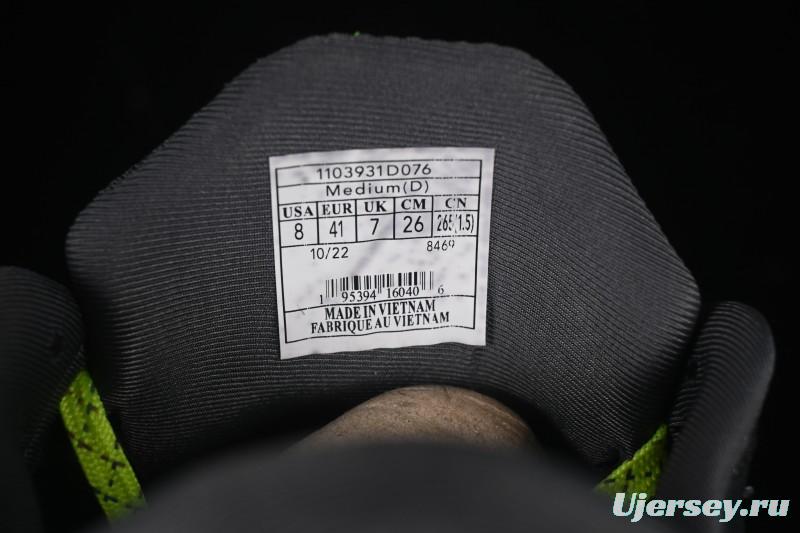 1103931D076
Medium(D)
USA EUR UK CM CN
8 41 7 26 265(1.5)
10/22 8469
1 95394 16040 6
MADE IN VIETNAM
FABRIQUE AU VIETNAM
Ujersey.ru